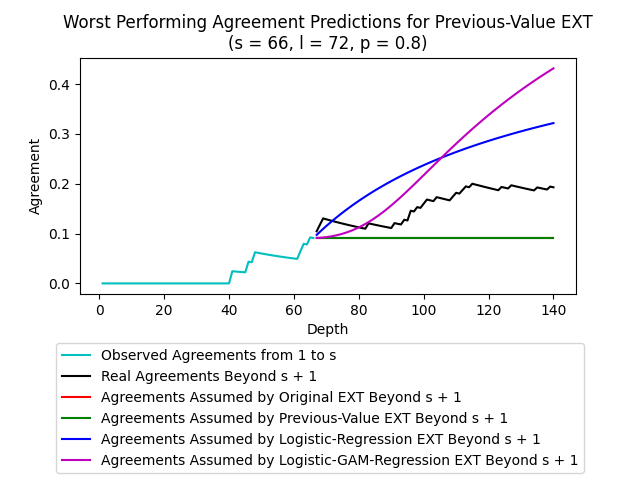 Worst Performing Agreement Predictions for Previous-Value EXT
(s = 66, l = 72, p = 0.8)
Agreement
0.4
0.3
0.2
0.1
0.0
0 20 40 60 80 100 120 140
Depth
Observed Agreements from 1 to s
Real Agreements Beyond s + 1
Agreements Assumed by Original EXT Beyond s + 1
Agreements Assumed by Previous-Value EXT Beyond s + 1
Agreements Assumed by Logistic-Regression EXT Beyond s + 1
Agreements Assumed by Logistic-GAM-Regression EXT Beyond s + 1